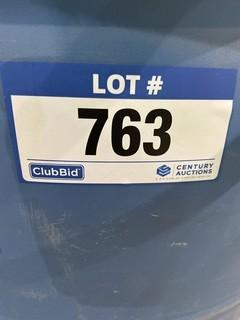 LOT #
763
ClubBid
CENTURY
AUCTIONS